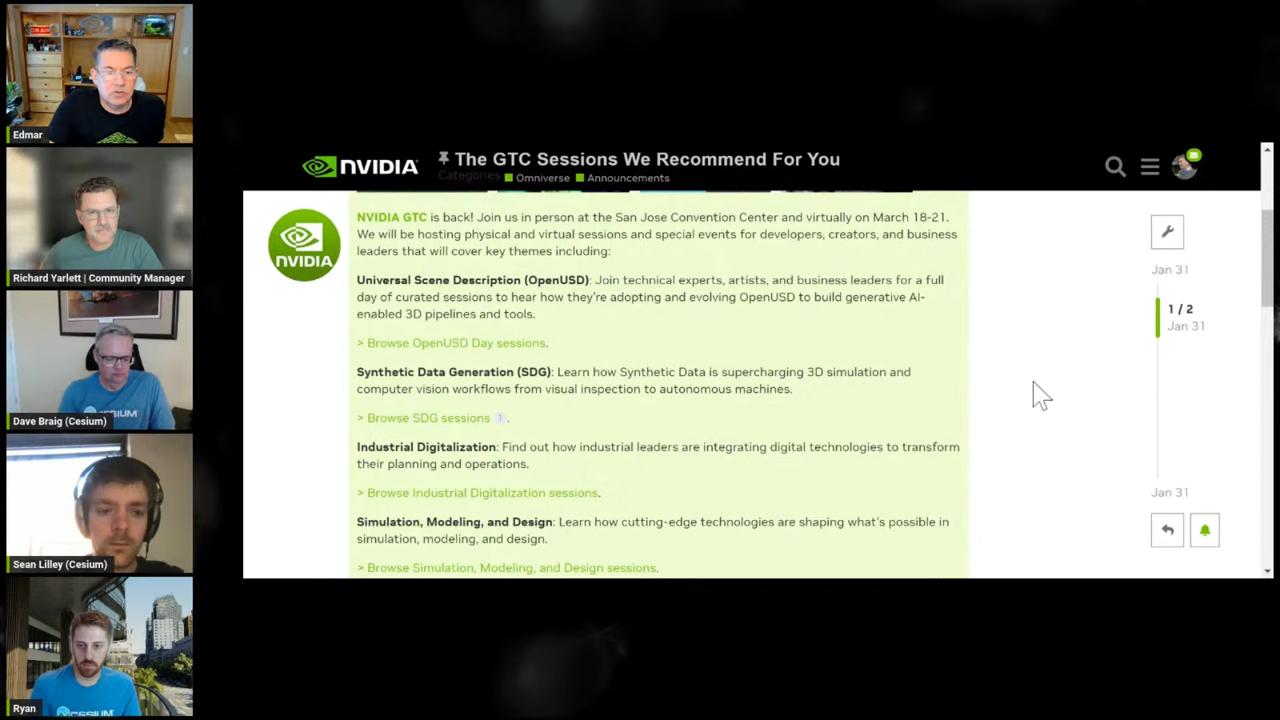 Edmar
Richard Yarlett | Community Manager
Dave Braig (Cesium)
CESIUM
Sean Lilley (Cesium)
Ryan
CESIUM
NVIDIA
The GTC Sessions We Recommend For You
Categories
Omniverse Announcements
NVIDIA
NVIDIA GTC is back! Join us in person at the San Jose Convention Center and virtually on March 18-21.
We will be hosting physical and virtual sessions and special events for developers, creators, and business
leaders that will cover key themes including:
Universal Scene Description (OpenUSD): Join technical experts, artists, and business leaders for a full
day of curated sessions to hear how they're adopting and evolving OpenUSD to build generative AI-
enabled 3D pipelines and tools.
> Browse OpenUSD Day sessions.
Synthetic Data Generation (SDG): Learn how Synthetic Data is supercharging 3D simulation and
computer vision workflows from visual inspection to autonomous machines.
> Browse SDG sessions 1.
Industrial Digitalization: Find out how industrial leaders are integrating digital technologies to transform
their planning and operations.
> Browse Industrial Digitalization sessions.
Simulation, Modeling, and Design: Learn how cutting-edge technologies are shaping what's possible in
simulation, modeling, and design.
> Browse Simulation, Modeling, and Design sessions.
Jan 31
1 / 2
Jan 31
Jan 31